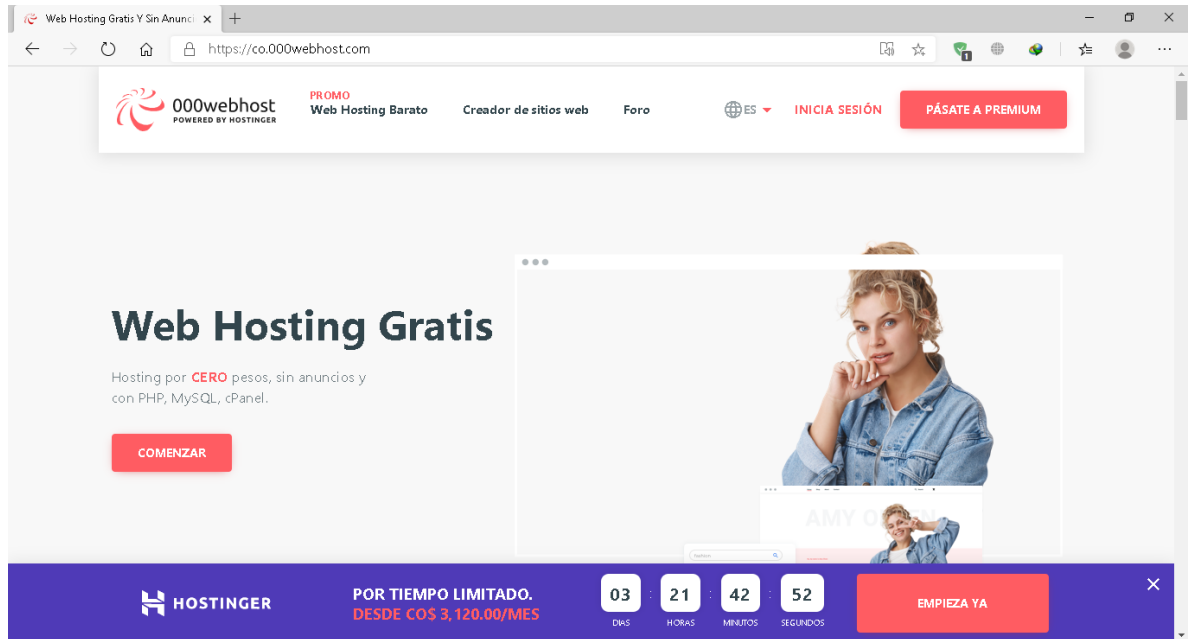 Web Hosting Gratis Y Sin Anunci
https://co.000webhost.com
1
000webhost
POWERED BY HOSTINGER
PROMO
Web Hosting Barato
Creador de sitios web
Foro
ES
INICIA SESIÓN
PÁSATE A PREMIUM
Web Hosting Gratis
Hosting por CERO pesos, sin anuncios y
con PHP, MySQL, cPanel.
COMENZAR
HOSTINGER
POR TIEMPO LIMITADO.
DESDE CO$ 3,120.00/MES
03 : 21 : 42 : 52
DIAS HORAS MINUTOS SEGUNDOS
EMPIEZA YA